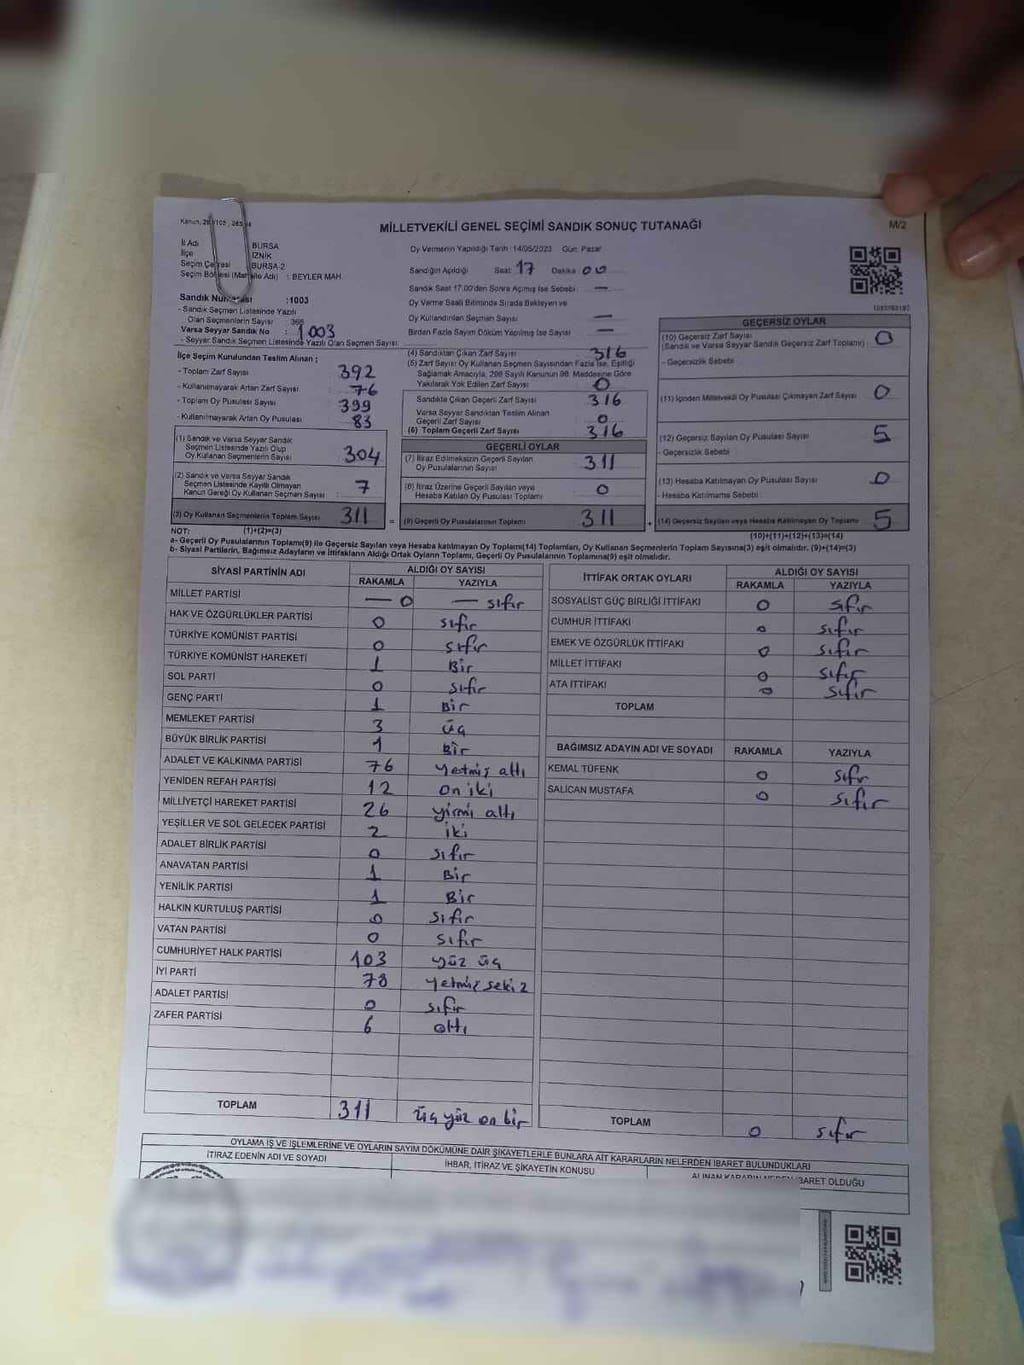 MİLLETVEKİLİ GENEL SEÇİMİ SANDIK SONUÇ TUTANAĞI
M/2
İl Adı BURSA
İlçe İZNİK
Seçim Çevresi BURSA-2
Seçim Bölgesi (Mahalle Adı) : BEYLER MAH.
Sandık Numarası :1003
- Sandık Seçmen Listesinde Yazılı
Olan Seçmenlerin Sayısı
Varsa Seyyar Sandık No : 1003
- Seyyar Sandık Seçmen Listesinde Yazılı Olan Seçmen Sayısı
İlçe Seçim Kurulundan Teslim Alınan ;
- Toplam Zarf Sayısı 392
- Kullanılmayarak Artan Zarf Sayısı 76
- Toplam Oy Pusulası Sayısı 399
- Kullanılmayarak Artan Oy Pusulası 83
(1) Sandık ve Varsa Seyyar Sandık
Seçmen Listesinde Yazılı Olup
Oy Kullanan Seçmenlerin Sayısı 304
(2) Sandık ve Varsa Seyyar Sandık
Seçmen Listesinde Kayıtlı Olmayan
Kanun Gereği Oy Kullanan Seçmen Sayısı 7
(3) Oy Kullanan Seçmenlerin Toplam Sayısı 311
Oy Vermenin Yapıldığı Tarih :14/05/2023 Gün: Pazar
Sandığın Açıldığı Saat: 17 Dakika 00
Sandık Saat 17.00'den Sonra Açılmış İse Sebebi : —
Oy Verme Saati Bitiminde Sırada Bekleyen ve
Oy Kullandırılan Seçmen Sayısı —
Birden Fazla Sayım Döküm Yapılmış İse Sayısı —
(4) Sandıktan Çıkan Zarf Sayısı 316
(5) Zarf Sayısı Oy Kullanan Seçmen Sayısından Fazla İse, Eşitliği
Sağlamak Amacıyla, 298 Sayılı Kanunun 98. Maddesine Göre
Yakılarak Yok Edilen Zarf Sayısı 0
Sandıkta Çıkan Geçerli Zarf Sayısı 316
Varsa Seyyar Sandıktan Teslim Alınan
Geçerli Zarf Sayısı 0
(6) Toplam Geçerli Zarf Sayısı 316
GEÇERLİ OYLAR
(7) İtiraz Edilmeksizin Geçerli Sayılan
Oy Pusulalarının Sayısı 311
(8) İtiraz Üzerine Geçerli Sayılan veya
Hesaba Katılan Oy Pusulası Toplamı 0
= (9) Geçerli Oy Pusulalarının Toplamı 311
GEÇERSİZ OYLAR
(10) Geçersiz Zarf Sayısı 0
(Sandık ve Varsa Seyyar Sandık Geçersiz Zarf Toplamı)
- Geçersizlik Sebebi
(11) İçinden Milletvekili Oy Pusulası Çıkmayan Zarf Sayısı 0
(12) Geçersiz Sayılan Oy Pusulası Sayısı 5
- Geçersizlik Sebebi
(13) Hesaba Katılmayan Oy Pusulası Sayısı 0
- Hesaba Katılmama Sebebi :
+ (14) Geçersiz Sayılan veya Hesaba Katılmayan Oy Toplamı 5
NOT: (1)+(2)=(3)
(10)+(11)+(12)+(13)=(14)
a- Geçerli Oy Pusulalarının Toplamı(9) ile Geçersiz Sayılan veya Hesaba katılmayan Oy Toplamı(14) Toplamları, Oy Kullanan Seçmenlerin Toplam Sayısına(3) eşit olmalıdır. (9)+(14)=(3)
b- Siyasi Partilerin, Bağımsız Adayların ve İttifakların Aldığı Ortak Oyların Toplamı, Geçerli Oy Pusulalarının Toplamına(9) eşit olmalıdır.
SİYASİ PARTİNİN ADI ALDIĞI OY SAYISI
RAKAMLA YAZIYLA
MİLLET PARTİSİ — 0 — sıfır
HAK VE ÖZGÜRLÜKLER PARTİSİ 0 sıfır
TÜRKİYE KOMÜNİST PARTİSİ 0 sıfır
TÜRKİYE KOMÜNİST HAREKETİ 1 Bir
SOL PARTİ 0 sıfır
GENÇ PARTİ 1 Bir
MEMLEKET PARTİSİ 3 üç
BÜYÜK BİRLİK PARTİSİ 1 Bir
ADALET VE KALKINMA PARTİSİ 76 yetmiş altı
YENİDEN REFAH PARTİSİ 12 on iki
MİLLİYETÇİ HAREKET PARTİSİ 26 yirmi altı
YEŞİLLER VE SOL GELECEK PARTİSİ 2 iki
ADALET BİRLİK PARTİSİ 0 sıfır
ANAVATAN PARTİSİ 1 Bir
YENİLİK PARTİSİ 1 Bir
HALKIN KURTULUŞ PARTİSİ 0 sıfır
VATAN PARTİSİ 0 sıfır
CUMHURİYET HALK PARTİSİ 103 yüz üç
İYİ PARTİ 78 yetmiş sekiz
ADALET PARTİSİ 0 sıfır
ZAFER PARTİSİ 6 altı
TOPLAM 311 üç yüz on bir
İTTİFAK ORTAK OYLARI ALDIĞI OY SAYISI
RAKAMLA YAZIYLA
SOSYALİST GÜÇ BİRLİĞİ İTTİFAKI 0 sıfır
CUMHUR İTTİFAKI 0 sıfır
EMEK VE ÖZGÜRLÜK İTTİFAKI 0 sıfır
MİLLET İTTİFAKI 0 sıfır
ATA İTTİFAKI 0 sıfır
TOPLAM
BAĞIMSIZ ADAYIN ADI VE SOYADI RAKAMLA YAZIYLA
KEMAL TÜFENK 0 sıfr
SALİCAN MUSTAFA 0 sıfır
TOPLAM 0 sıfır
OYLAMA İŞ VE İŞLEMLERİNE VE OYLARIN SAYIM DÖKÜMÜNE DAİR ŞİKAYETLERLE BUNLARA AİT KARARLARIN NELERDEN İBARET BULUNDUKLARI
İTİRAZ EDENİN ADI VE SOYADI İHBAR, İTİRAZ VE ŞİKAYETİN KONUSU ALINAN KARARIN NEDEN İBARET OLDUĞU